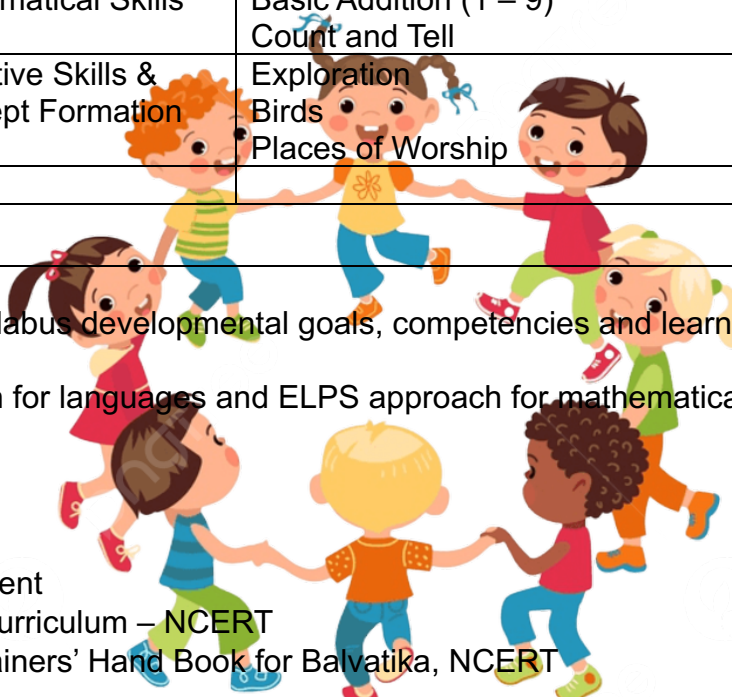 matical Skills
Basic Addition (1 – 9)
Count and Tell
tive Skills &
Exploration
ept Formation
Birds
Places of Worship
labus developmental goals, competencies and learn
n for languages and ELPS approach for mathematica
ent
urriculum – NCERT
ainers’ Hand Book for Balvatika, NCERT